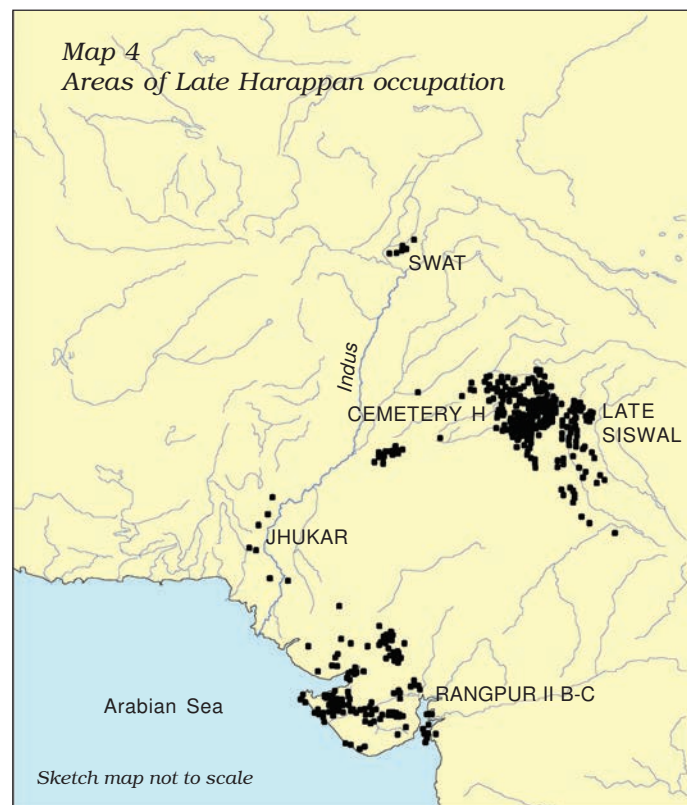 Map 4
Areas of Late Harappan occupation
SWAT
Indus
CEMETERY H
LATE
SISWAL
JHUKAR
RANGPUR II B-C
Arabian Sea
Sketch map not to scale